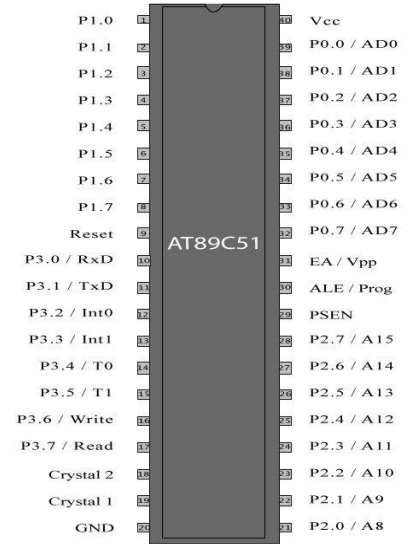 P1.0 1 40 Vcc
P1.1 2 39 P0.0 / AD0
P1.2 3 38 P0.1 / AD1
P1.3 4 37 P0.2 / AD2
P1.4 5 36 P0.3 / AD3
P1.5 6 35 P0.4 / AD4
P1.6 7 34 P0.5 / AD5
P1.7 8 33 P0.6 / AD6
Reset 9 32 P0.7 / AD7
AT89C51
P3.0 / RxD 10 31 EA / Vpp
P3.1 / TxD 11 30 ALE / Prog
P3.2 / Int0 12 29 PSEN
P3.3 / Int1 13 28 P2.7 / A15
P3.4 / T0 14 27 P2.6 / A14
P3.5 / T1 15 26 P2.5 / A13
P3.6 / Write 16 25 P2.4 / A12
P3.7 / Read 17 24 P2.3 / A11
Crystal 2 18 23 P2.2 / A10
Crystal 1 19 22 P2.1 / A9
GND 20 21 P2.0 / A8